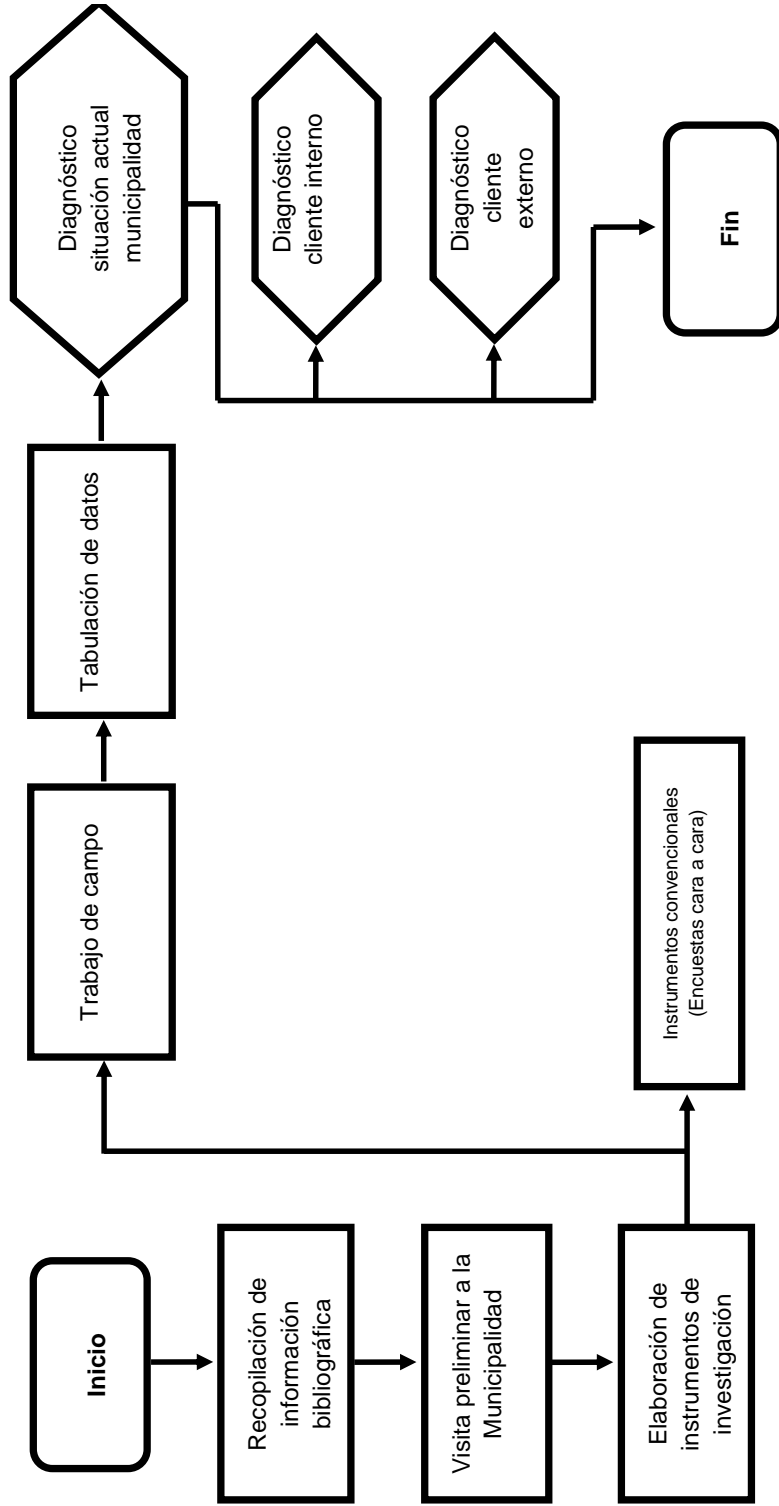 Inicio
Recopilación de
información
bibliográfica
Visita preliminar a la
Municipalidad
Elaboración de
instrumentos de
investigación
Instrumentos convencionales
(Encuestas cara a cara)
Trabajo de campo
Tabulación de datos
Diagnóstico
situación actual
municipalidad
Diagnóstico
cliente interno
Diagnóstico
cliente
externo
Fin